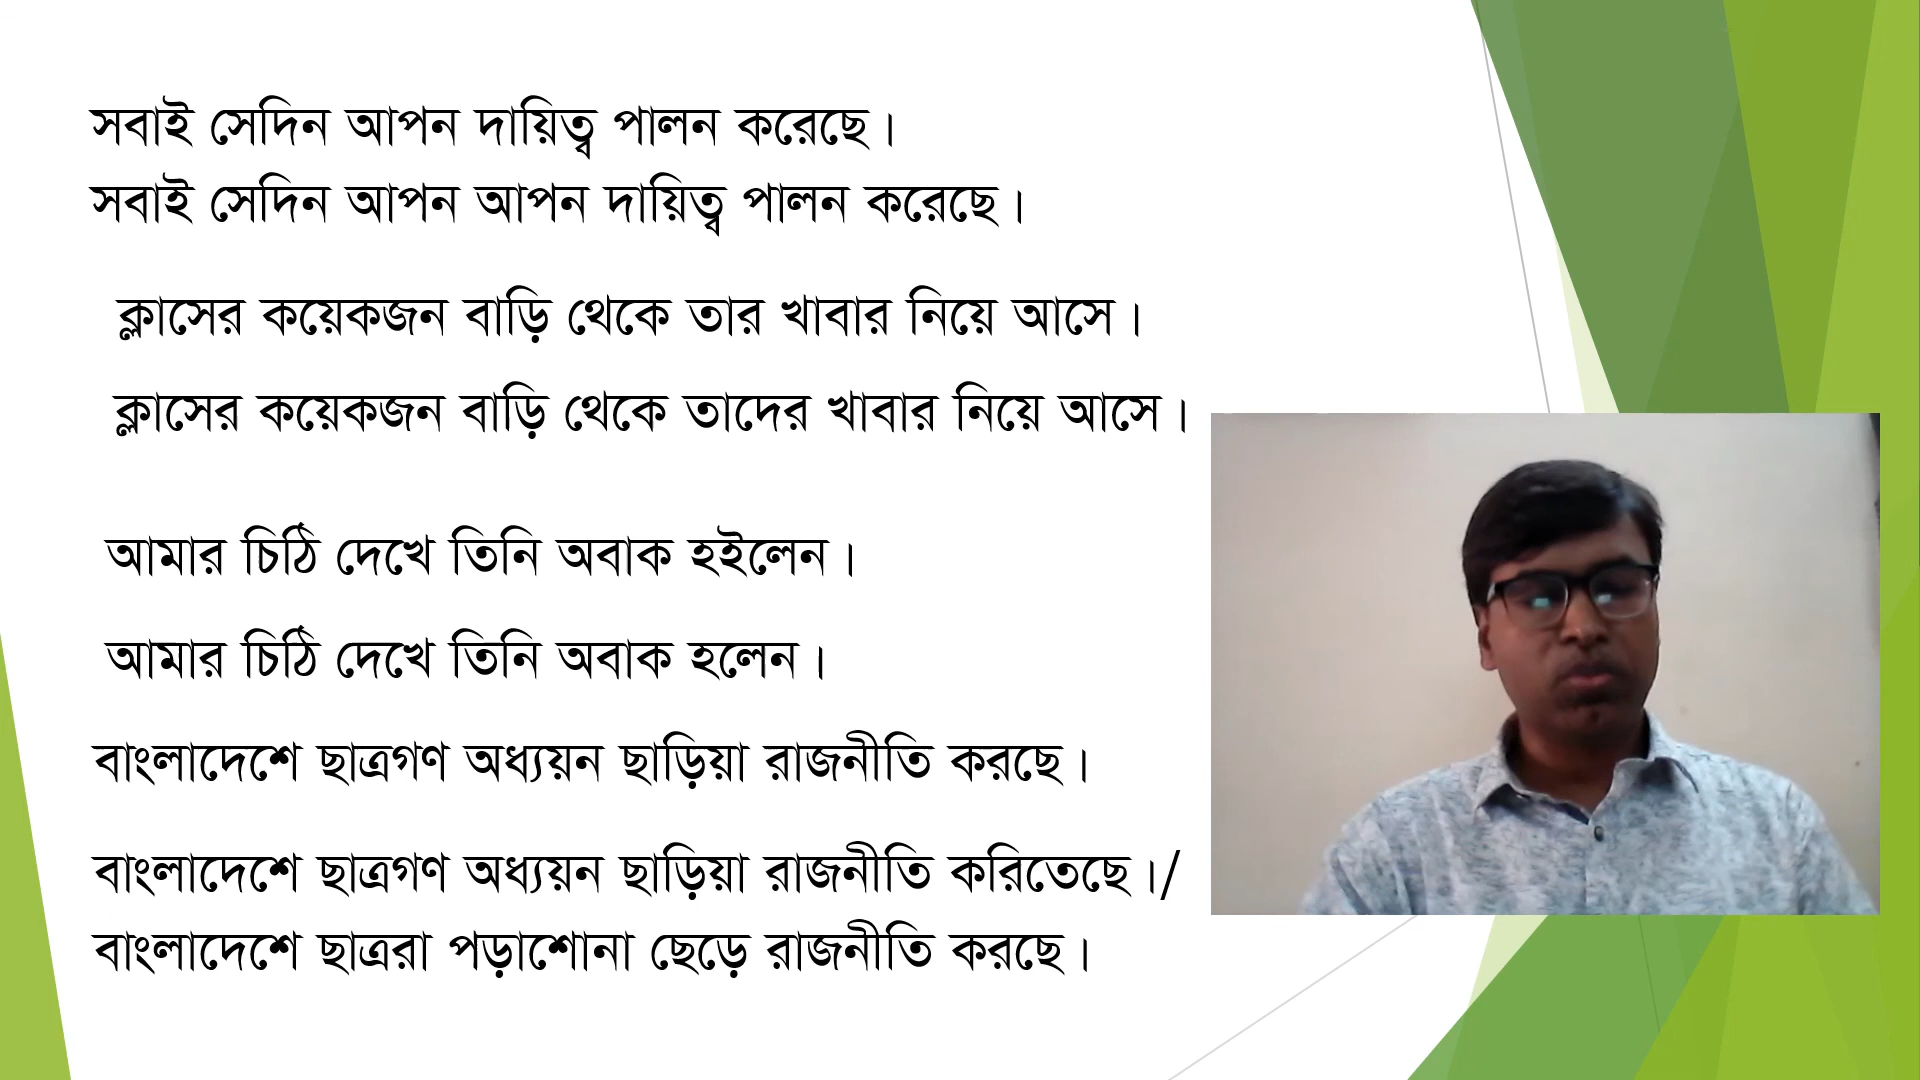 সবাই সেদিন আপন দায়িত্ব পালন করেছে।
সবাই সেদিন আপন আপন দায়িত্ব পালন করেছে।
ক্লাসের কয়েকজন বাড়ি থেকে তার খাবার নিয়ে আসে।
ক্লাসের কয়েকজন বাড়ি থেকে তাদের খাবার নিয়ে আসে।
আমার চিঠি দেখে তিনি অবাক হইলেন।
আমার চিঠি দেখে তিনি অবাক হলেন।
বাংলাদেশে ছাত্রগণ অধ্যয়ন ছাড়িয়া রাজনীতি করছে।
বাংলাদেশে ছাত্রগণ অধ্যয়ন ছাড়িয়া রাজনীতি করিতেছে।/
বাংলাদেশে ছাত্ররা পড়াশোনা ছেড়ে রাজনীতি করছে।